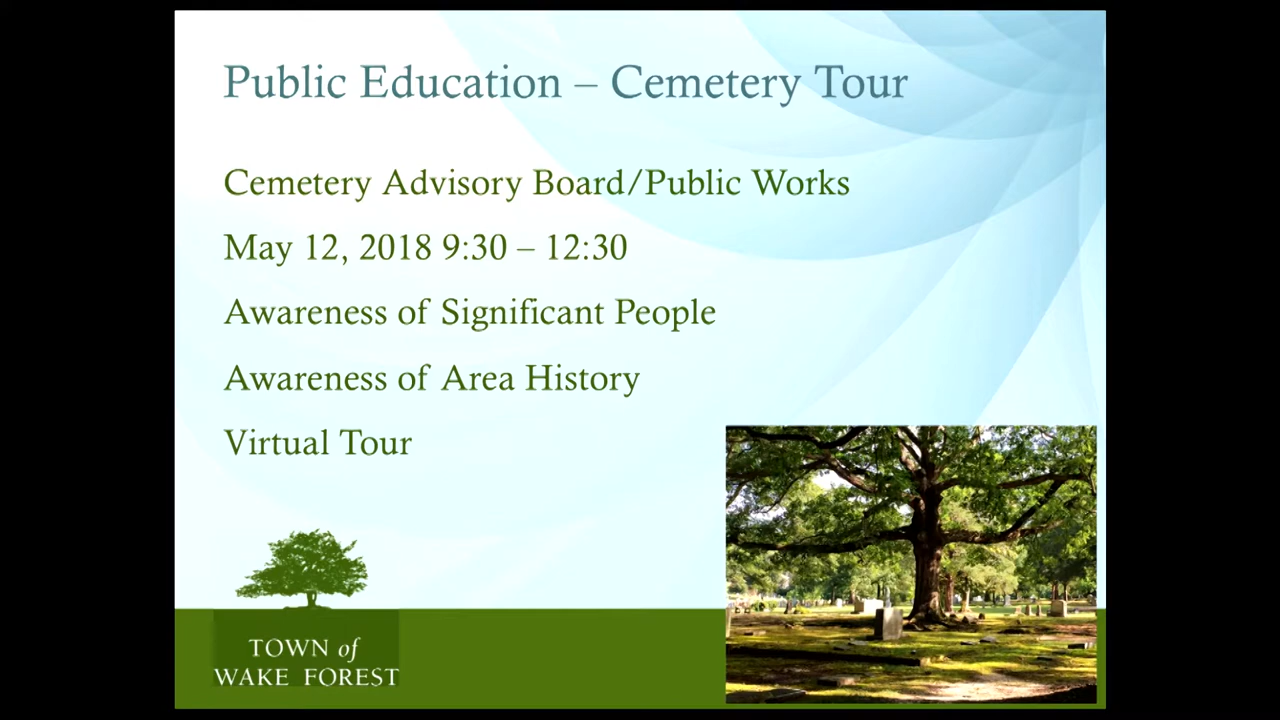 Public Education – Cemetery Tour
Cemetery Advisory Board/Public Works
May 12, 2018 9:30 – 12:30
Awareness of Significant People
Awareness of Area History
Virtual Tour
TOWN of
WAKE FOREST